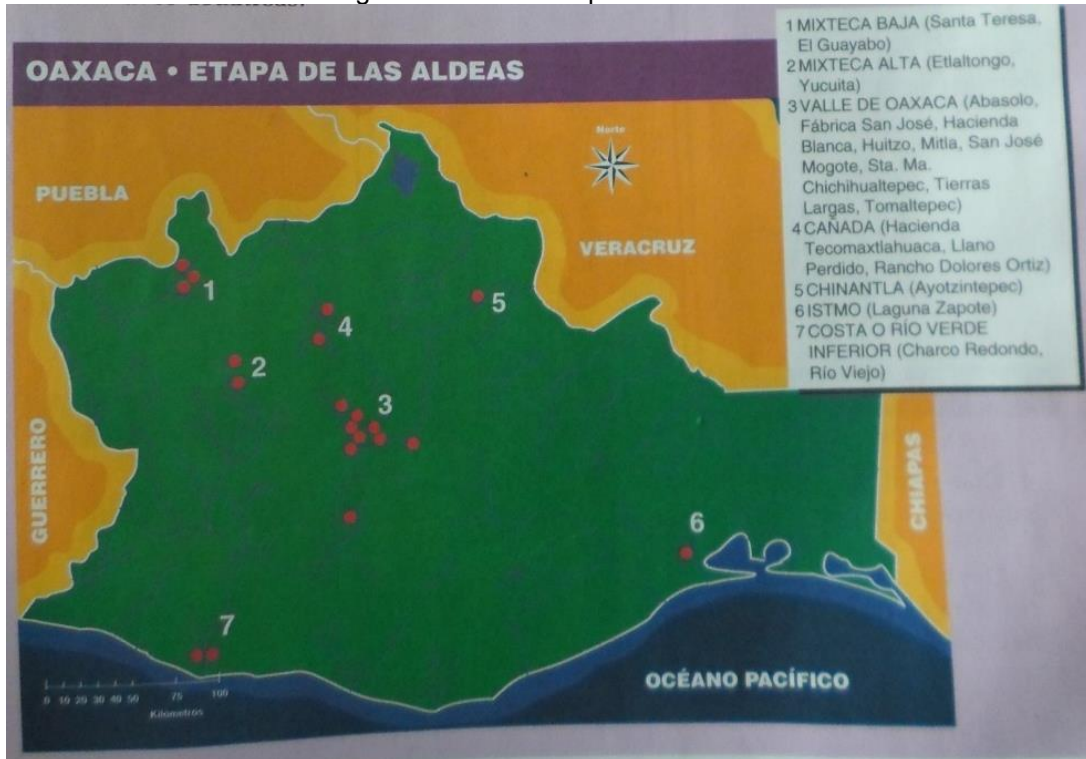 OAXACA • ETAPA DE LAS ALDEAS
1 MIXTECA BAJA (Santa Teresa,
El Guayabo)
2 MIXTECA ALTA (Etlaltongo,
Yucuita)
3 VALLE DE OAXACA (Abasolo,
Fábrica San José, Hacienda
Blanca, Huitzo, Mitla, San José
Mogote, Sta. Ma.
Chichihualtepec, Tierras
Largas, Tomaltepec)
4 CAÑADA (Hacienda
Tecomaxtlahuaca, Llano
Perdido, Rancho Dolores Ortiz)
5 CHINANTLA (Ayotzintepec)
6 ISTMO (Laguna Zapote)
7 COSTA O RÍO VERDE
INFERIOR (Charco Redondo,
Río Viejo)
Norte
PUEBLA
VERACRUZ
1
5
4
2
3
GUERRERO
CHIAPAS
6
7
OCÉANO PACÍFICO
0 10 20 30 40 50 75 100
Kilometros